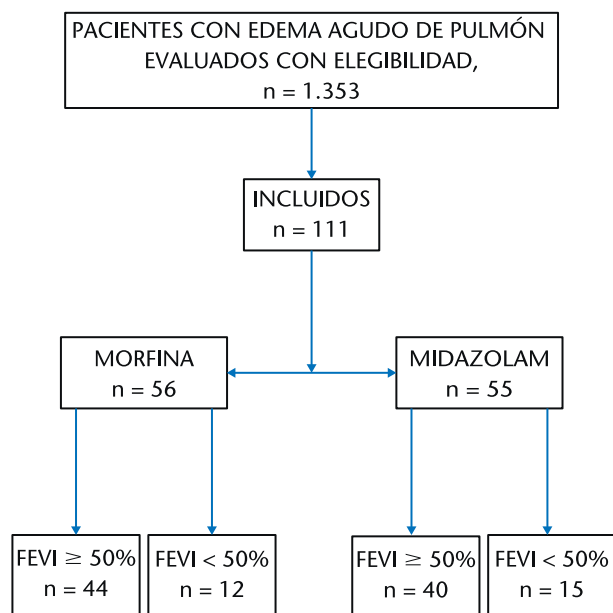 PACIENTES CON EDEMA AGUDO DE PULMÓN
EVALUADOS CON ELEGIBILIDAD,
n = 1.353
INCLUIDOS
n = 111
MORFINA
n = 56
MIDAZOLAM
n = 55
FEVI ≥ 50%
n = 44
FEVI < 50%
n = 12
FEVI ≥ 50%
n = 40
FEVI < 50%
n = 15